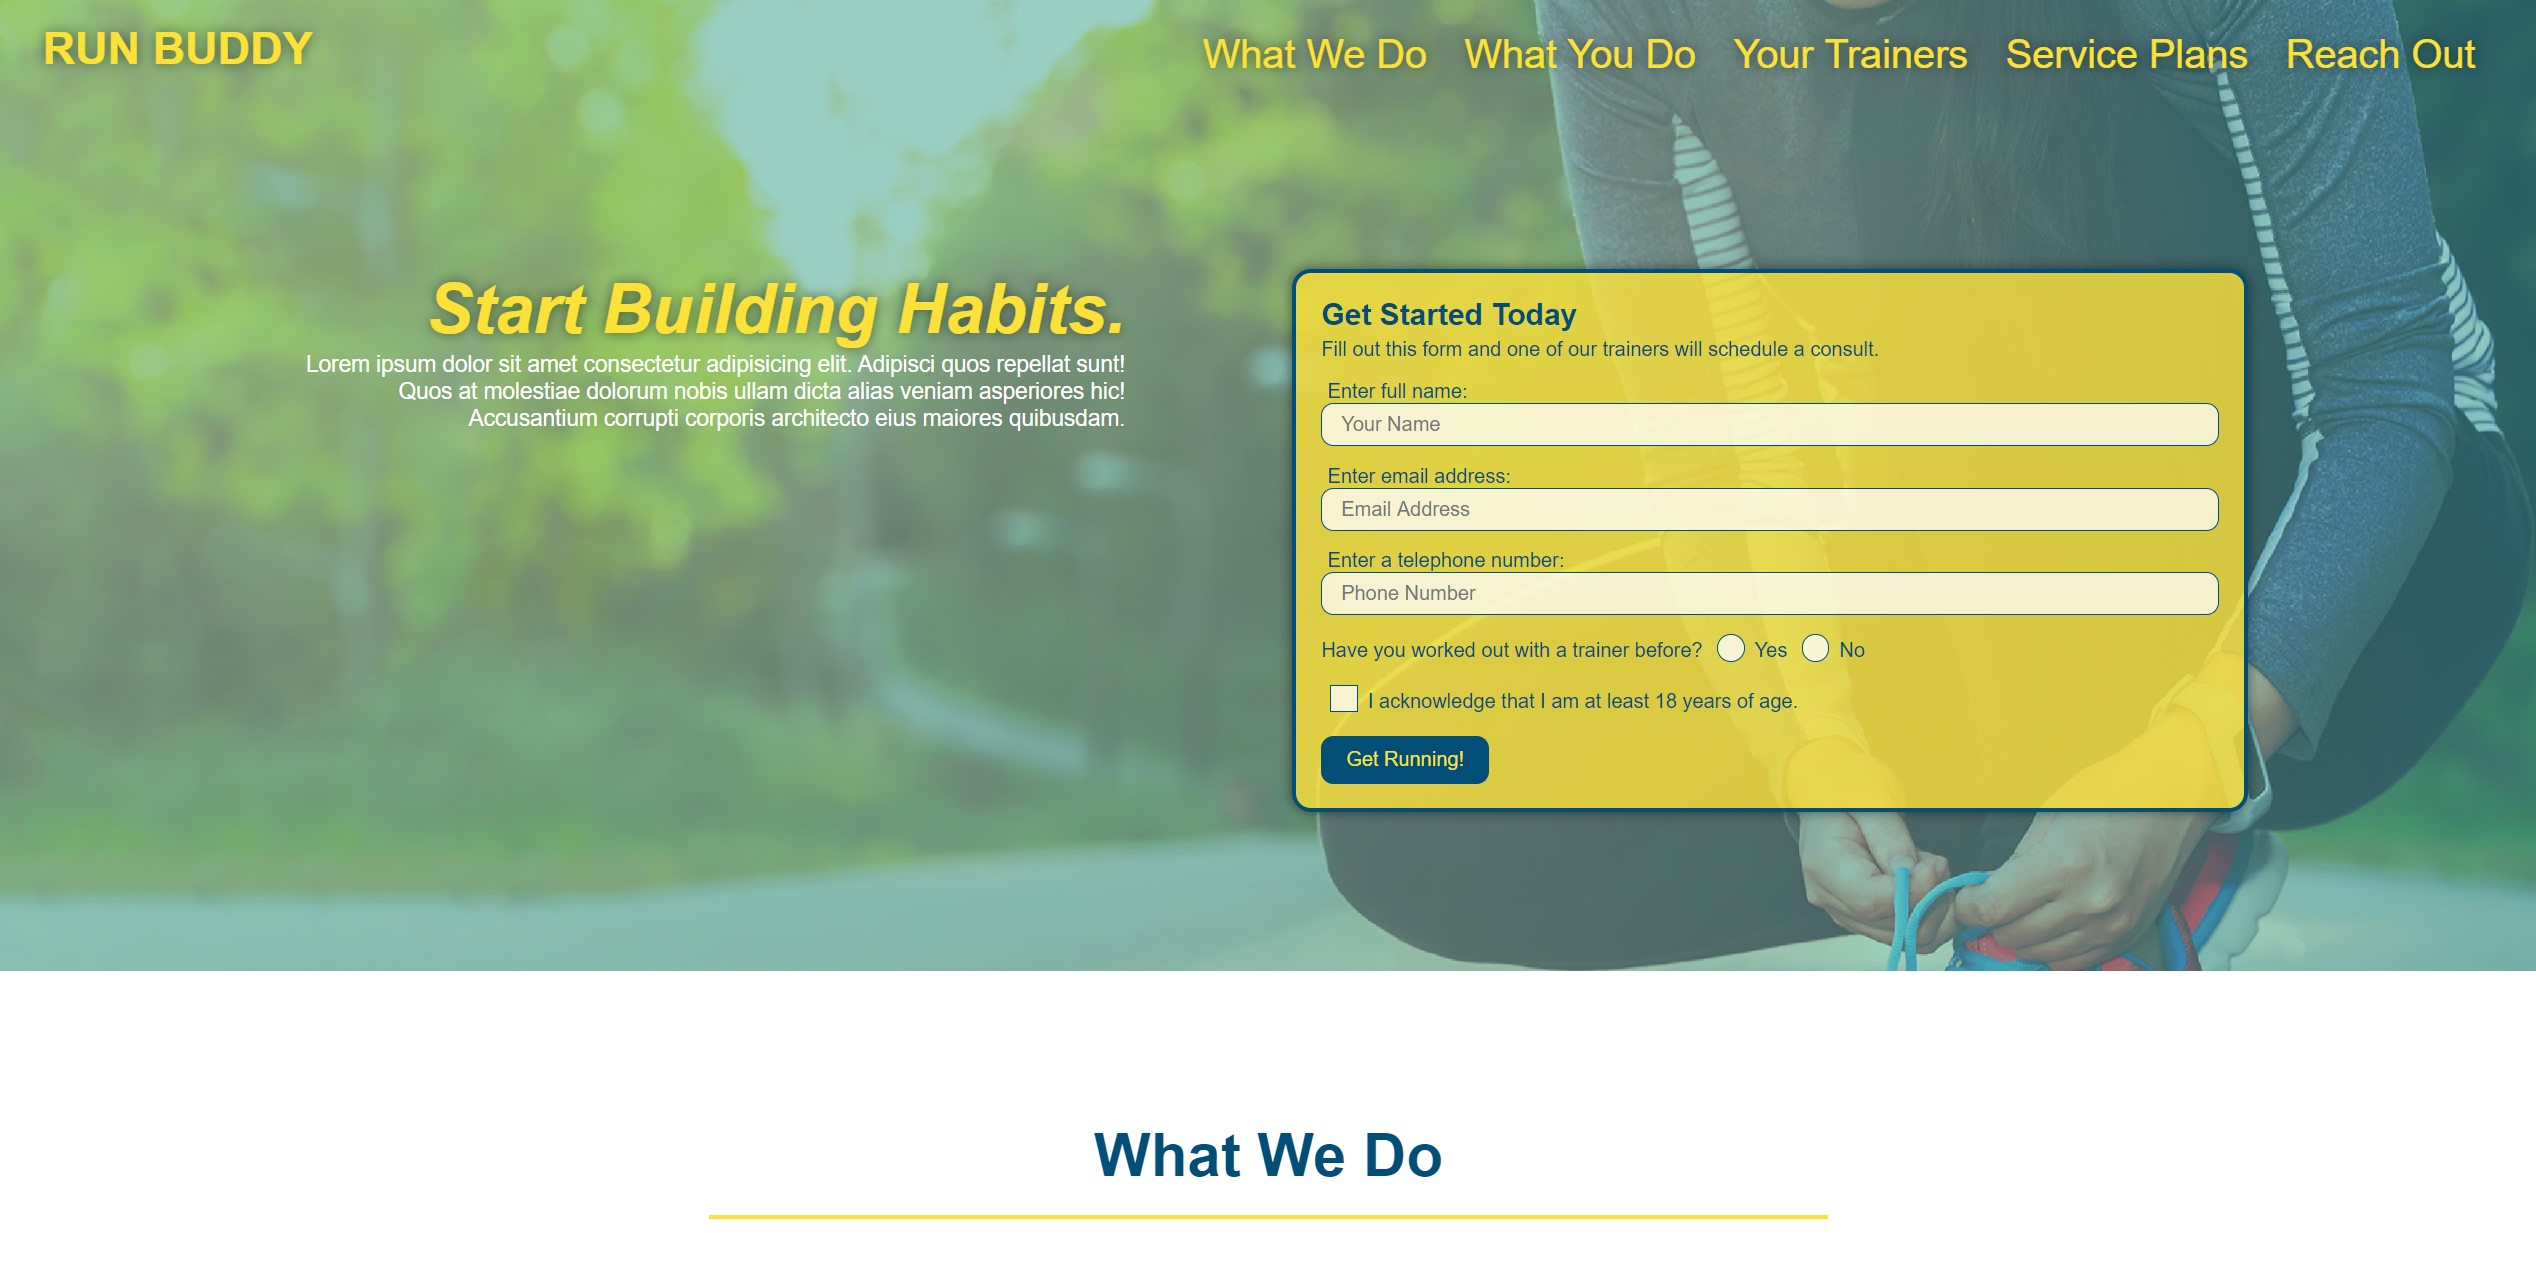 RUN BUDDY
What We Do What You Do Your Trainers Service Plans Reach Out
Start Building Habits.
Lorem ipsum dolor sit amet consectetur adipisicing elit. Adipisci quos repellat sunt!
Quos at molestiae dolorum nobis ullam dicta alias veniam asperiores hic!
Accusantium corrupti corporis architecto eius maiores quibusdam.
Get Started Today
Fill out this form and one of our trainers will schedule a consult.
Enter full name:
Your Name
Enter email address:
Email Address
Enter a telephone number:
Phone Number
Have you worked out with a trainer before? Yes No
I acknowledge that I am at least 18 years of age.
Get Running!
What We Do